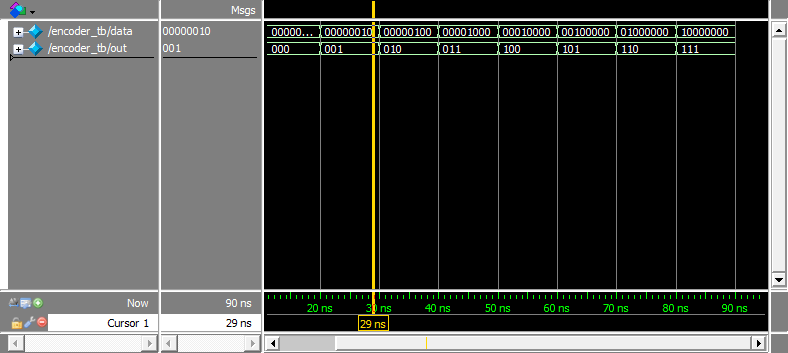 Msgs
/encoder_tb/data 00000010 00000... 00000010 00000100 00001000 00010000 00100000 01000000 10000000
/encoder_tb/out 001 000 001 010 011 100 101 110 111
Now 90 ns 20 ns 30 ns 40 ns 50 ns 60 ns 70 ns 80 ns 90 ns
Cursor 1 29 ns 29 ns